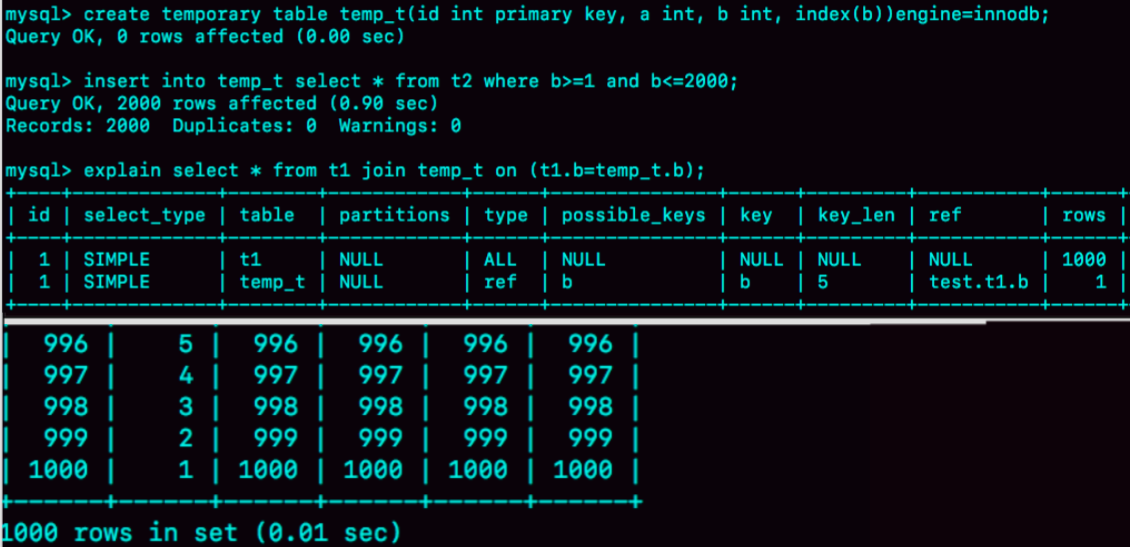 mysql> create temporary table temp_t(id int primary key, a int, b int, index(b))engine=innodb;
Query OK, 0 rows affected (0.00 sec)
mysql> insert into temp_t select * from t2 where b>=1 and b<=2000;
Query OK, 2000 rows affected (0.90 sec)
Records: 2000  Duplicates: 0  Warnings: 0
mysql> explain select * from t1 join temp_t on (t1.b=temp_t.b);
+----+-------------+--------+------------+------+---------------+------+---------+-----------+------+
| id | select_type | table  | partitions | type | possible_keys | key  | key_len | ref       | rows |
+----+-------------+--------+------------+------+---------------+------+---------+-----------+------+
|  1 | SIMPLE      | t1     | NULL       | ALL  | NULL          | NULL | NULL    | NULL      | 1000 |
|  1 | SIMPLE      | temp_t | NULL       | ref  | b             | b    | 5       | test.t1.b |    1 |
+----+-------------+--------+------------+------+---------------+------+---------+-----------+------+
|  996 |    5 |  996 |  996 |  996 |  996 |
|  997 |    4 |  997 |  997 |  997 |  997 |
|  998 |    3 |  998 |  998 |  998 |  998 |
|  999 |    2 |  999 |  999 |  999 |  999 |
| 1000 |    1 | 1000 | 1000 | 1000 | 1000 |
+------+------+------+------+------+------+
1000 rows in set (0.01 sec)